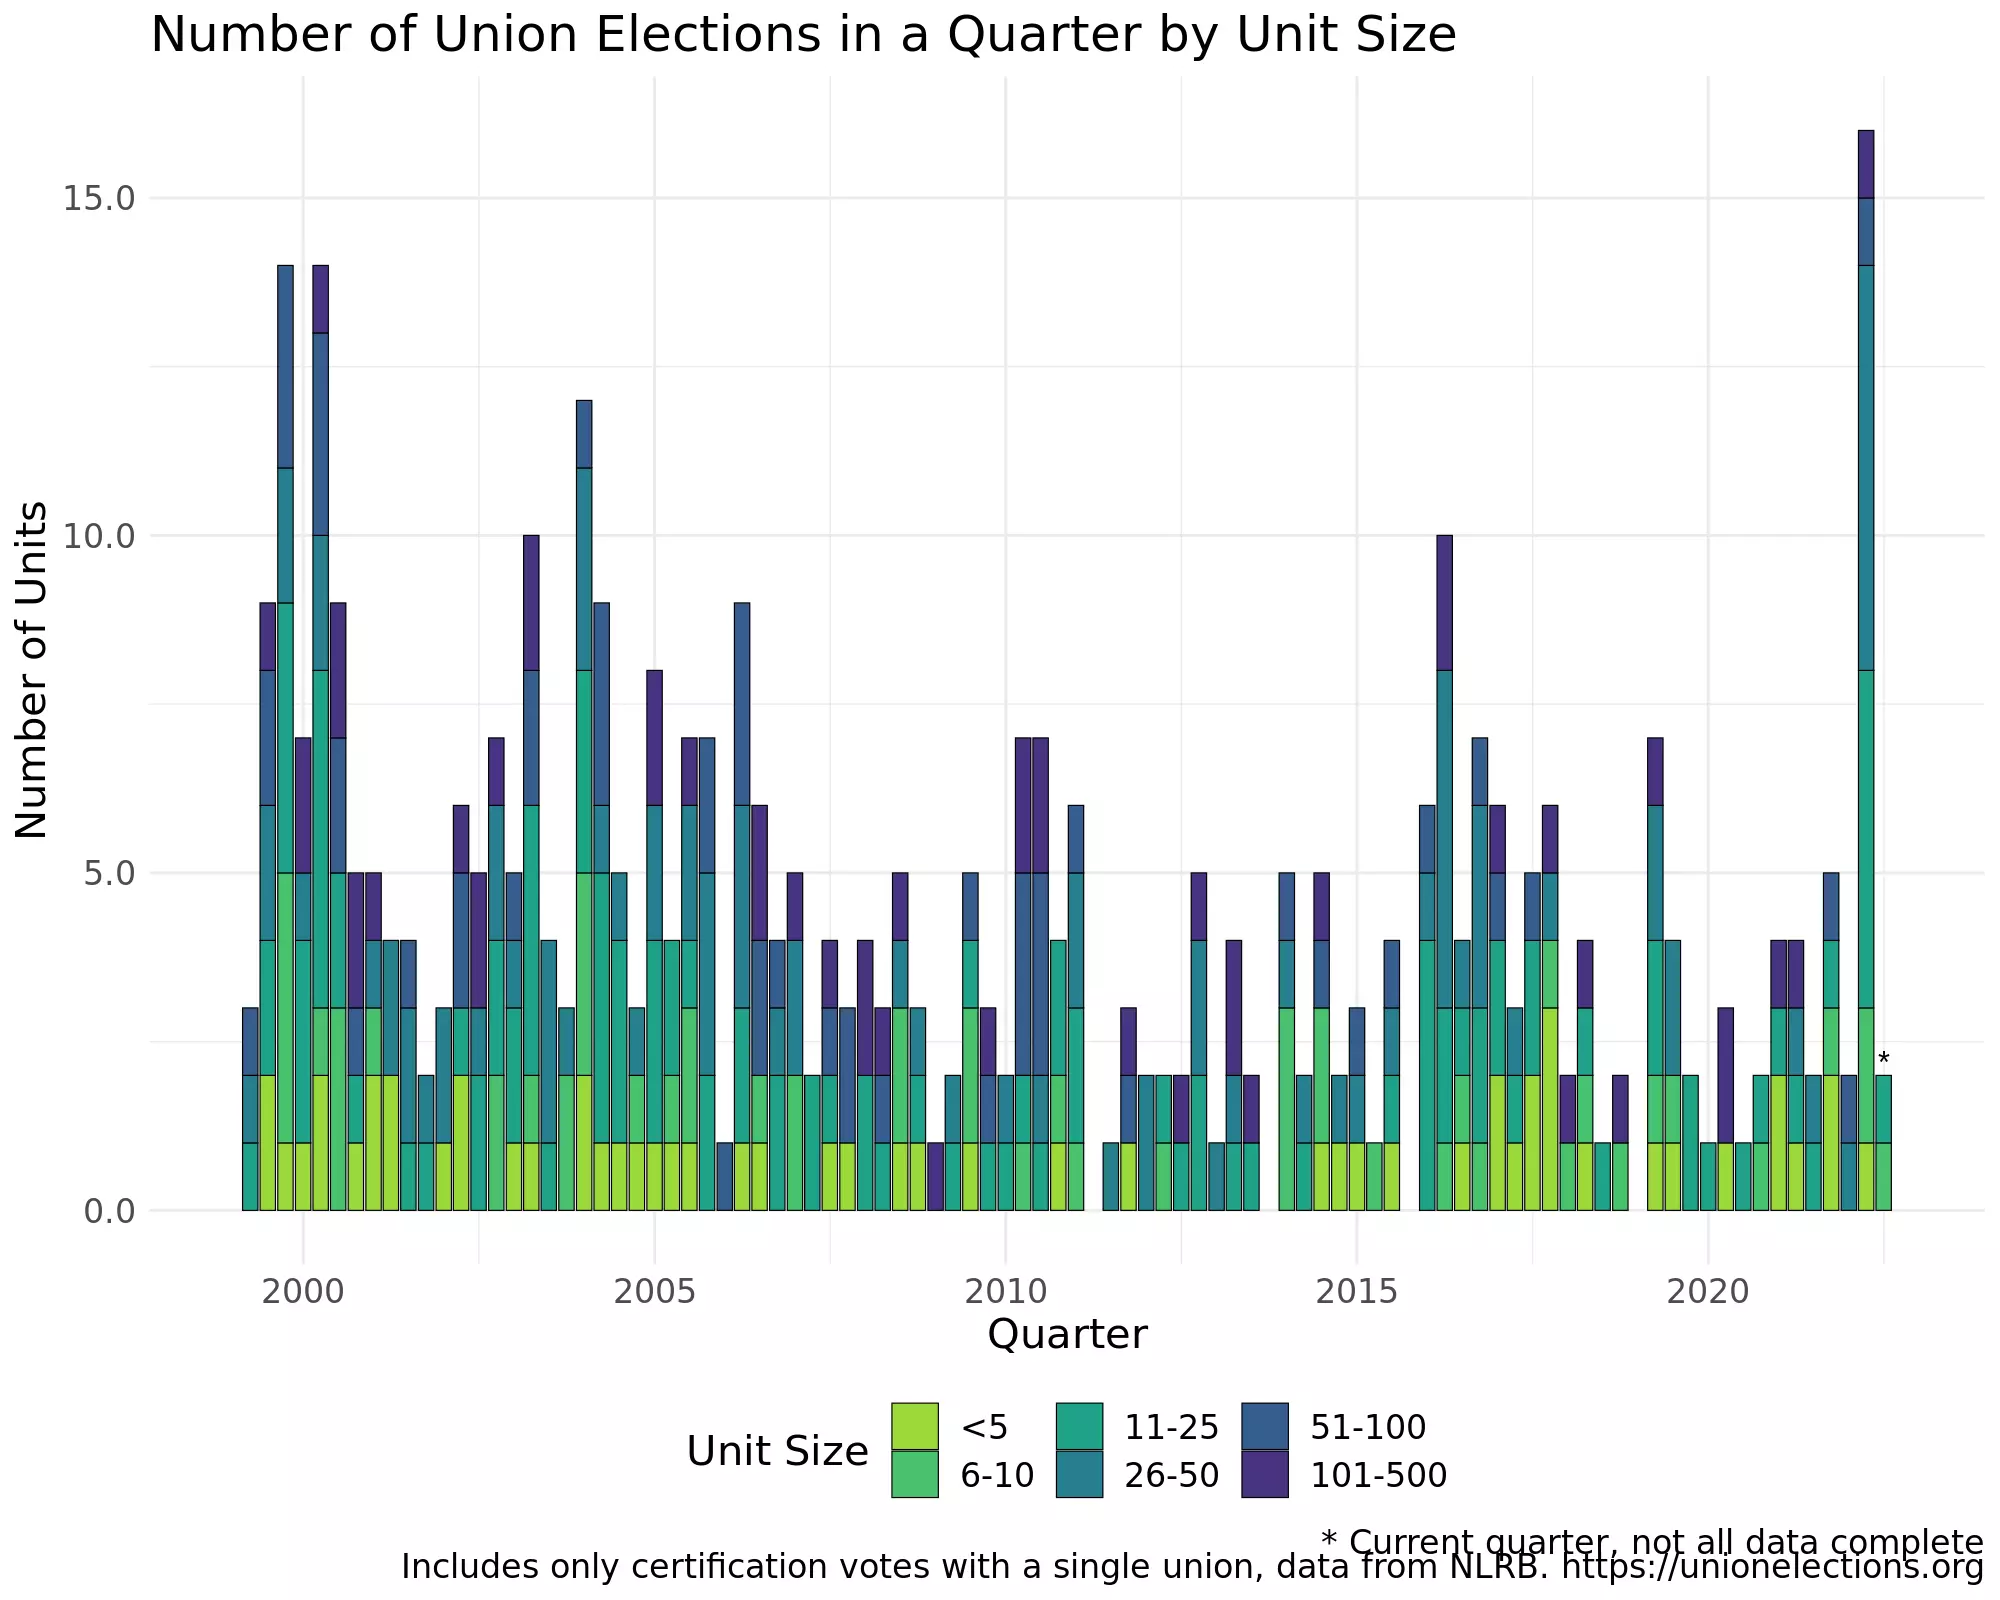 Number of Union Elections in a Quarter by Unit Size
Number of Units
15.0
10.0
5.0
0.0
*
2000 2005 2010 2015 2020
Quarter
Unit Size
<5 11-25 51-100
6-10 26-50 101-500
* Current quarter, not all data complete
Includes only certification votes with a single union, data from NLRB. https://unionelections.org